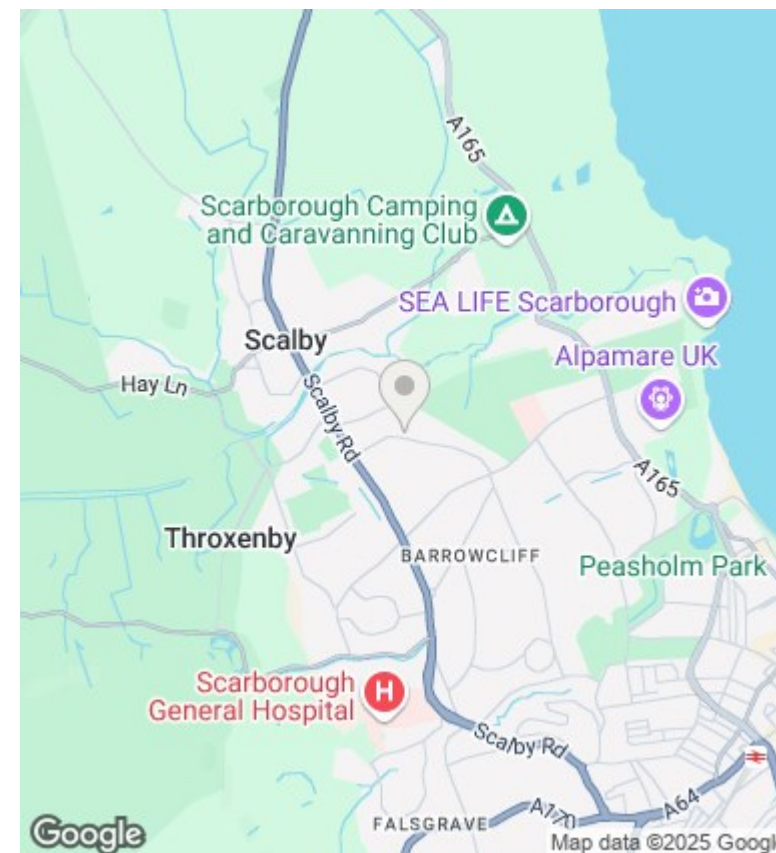 A165
Scarborough Camping
and Caravanning Club
SEA LIFE Scarborough
Scalby
Alpamare UK
Hay Ln
Scalby Rd
A165
Throxenby
BARROWCLIFF
Peasholm Park
Scarborough
General Hospital
H
Scalby Rd
A64
A170
FALSGRAVE
Google
Map data ©2025 Googl